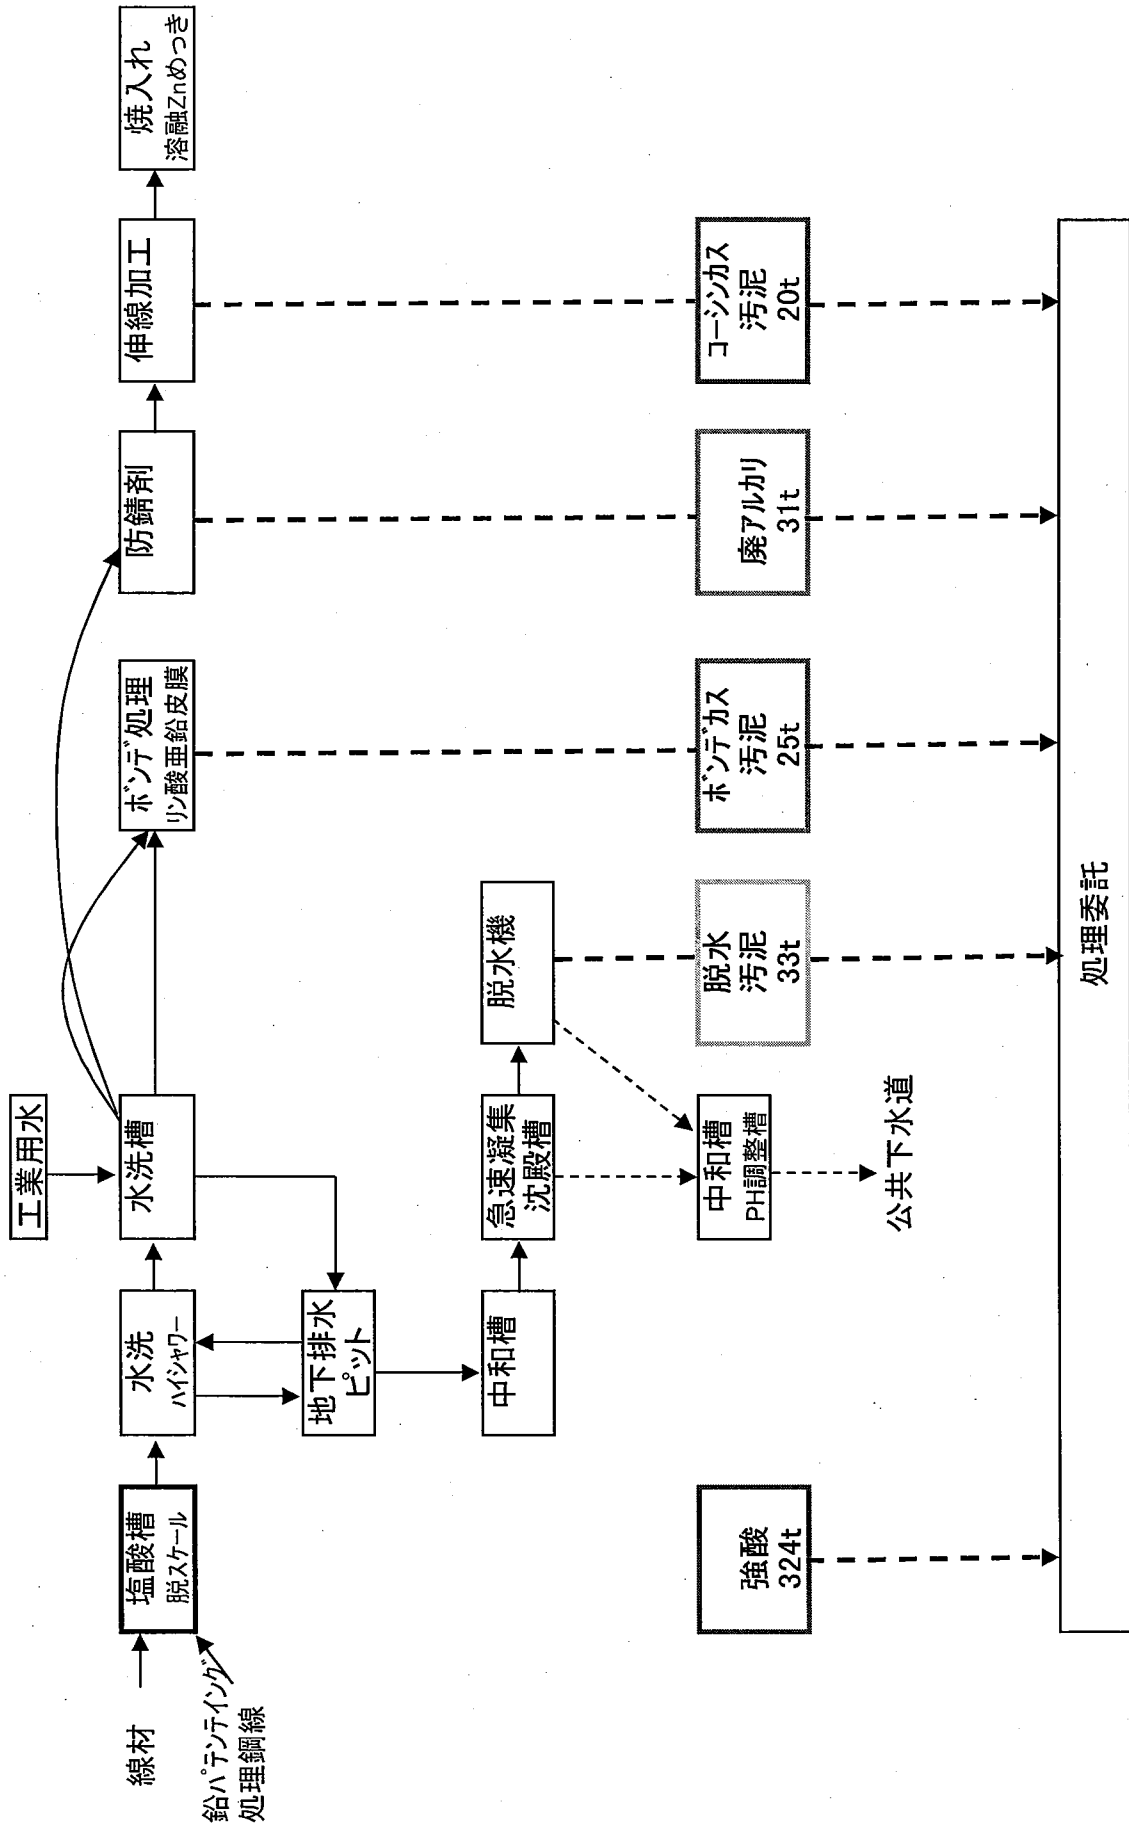 工業用水
線材
鉛パテンティング
処理鋼線
塩酸槽
脱スケール
水洗
ハイシャワー
水洗槽
ボンデ処理
リン酸亜鉛皮膜
防錆剤
伸線加工
焼入れ
溶融Znめっき
地下排水
ピット
中和槽
急速凝集
沈殿槽
脱水機
強酸
324t
中和槽
PH調整槽
脱水
汚泥
33t
ボンデカス
汚泥
25t
廃アルカリ
31t
コーシンカス
汚泥
20t
公共下水道
処理委託